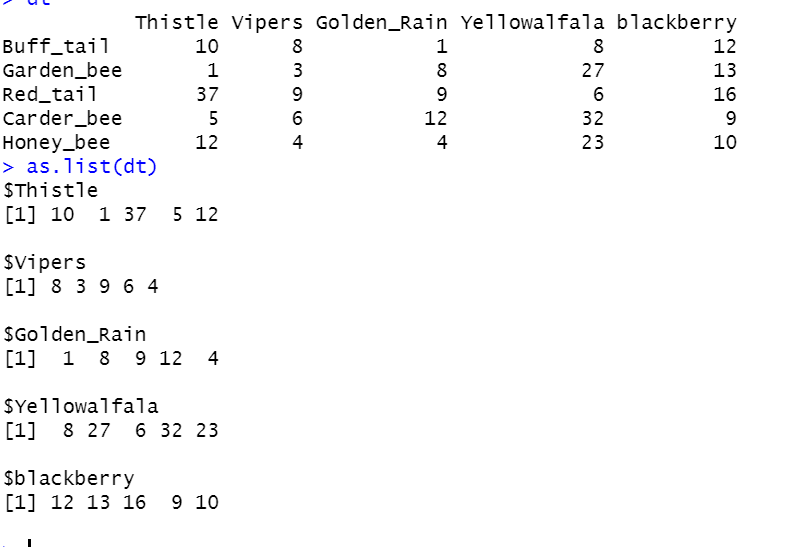 > dt
Thistle Vipers Golden_Rain Yellowalfala blackberry
Buff_tail 10 8 1 8 12
Garden_bee 1 3 8 27 13
Red_tail 37 9 9 6 16
Carder_bee 5 6 12 32 9
Honey_bee 12 4 4 23 10
> as.list(dt)
$Thistle
[1] 10 1 37 5 12
$Vipers
[1] 8 3 9 6 4
$Golden_Rain
[1] 1 8 9 12 4
$Yellowalfala
[1] 8 27 6 32 23
$blackberry
[1] 12 13 16 9 10
>